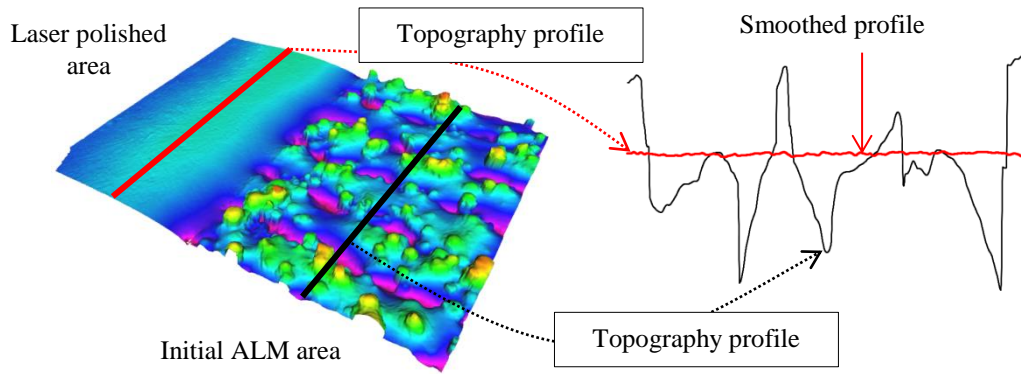 Laser polished
area
Topography profile
Smoothed profile
Topography profile
Initial ALM area